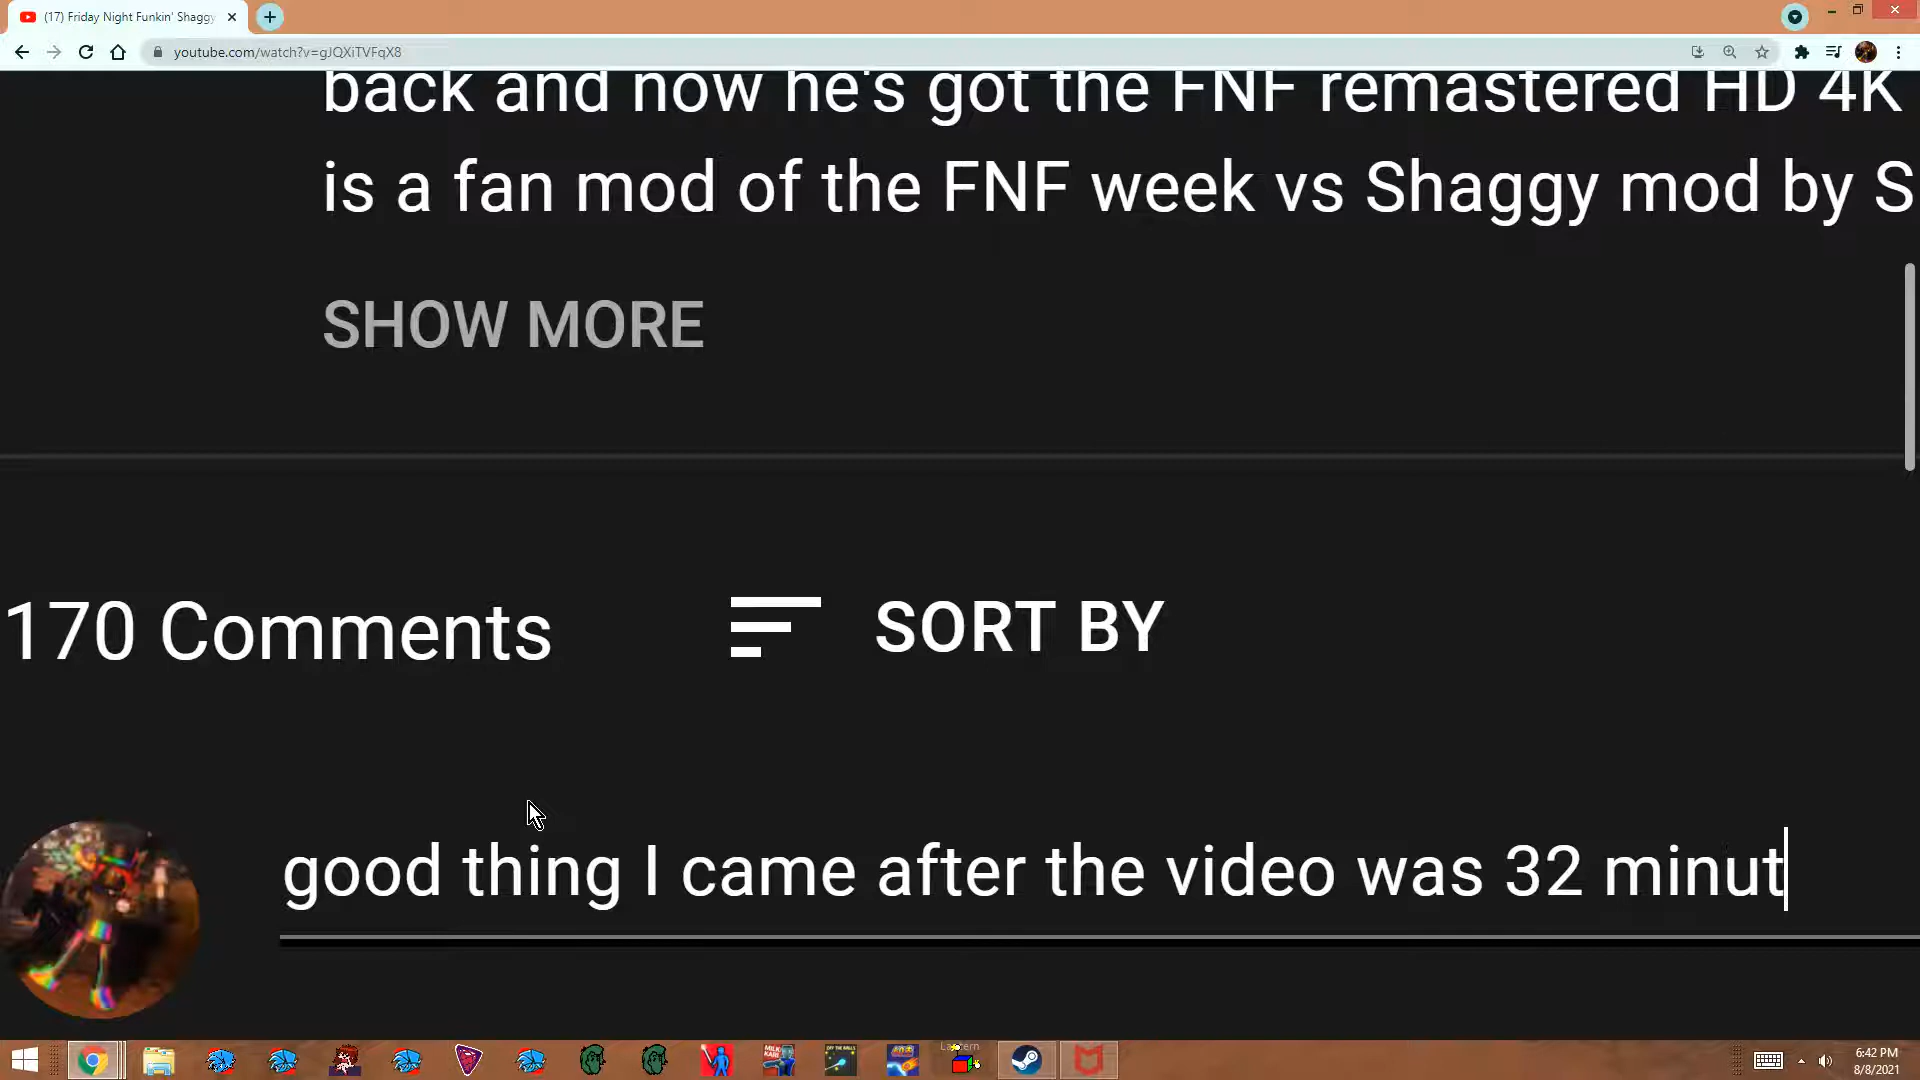 (17) Friday Night Funkin' Shaggy
youtube.com/watch?v=gJQXiTVFqX8
back and now he's got the FNF remastered HD 4K
is a fan mod of the FNF week vs Shaggy mod by S
SHOW MORE
170 Comments
SORT BY
good thing I came after the video was 32 minut
Lantern
6:42 PM
8/8/2021